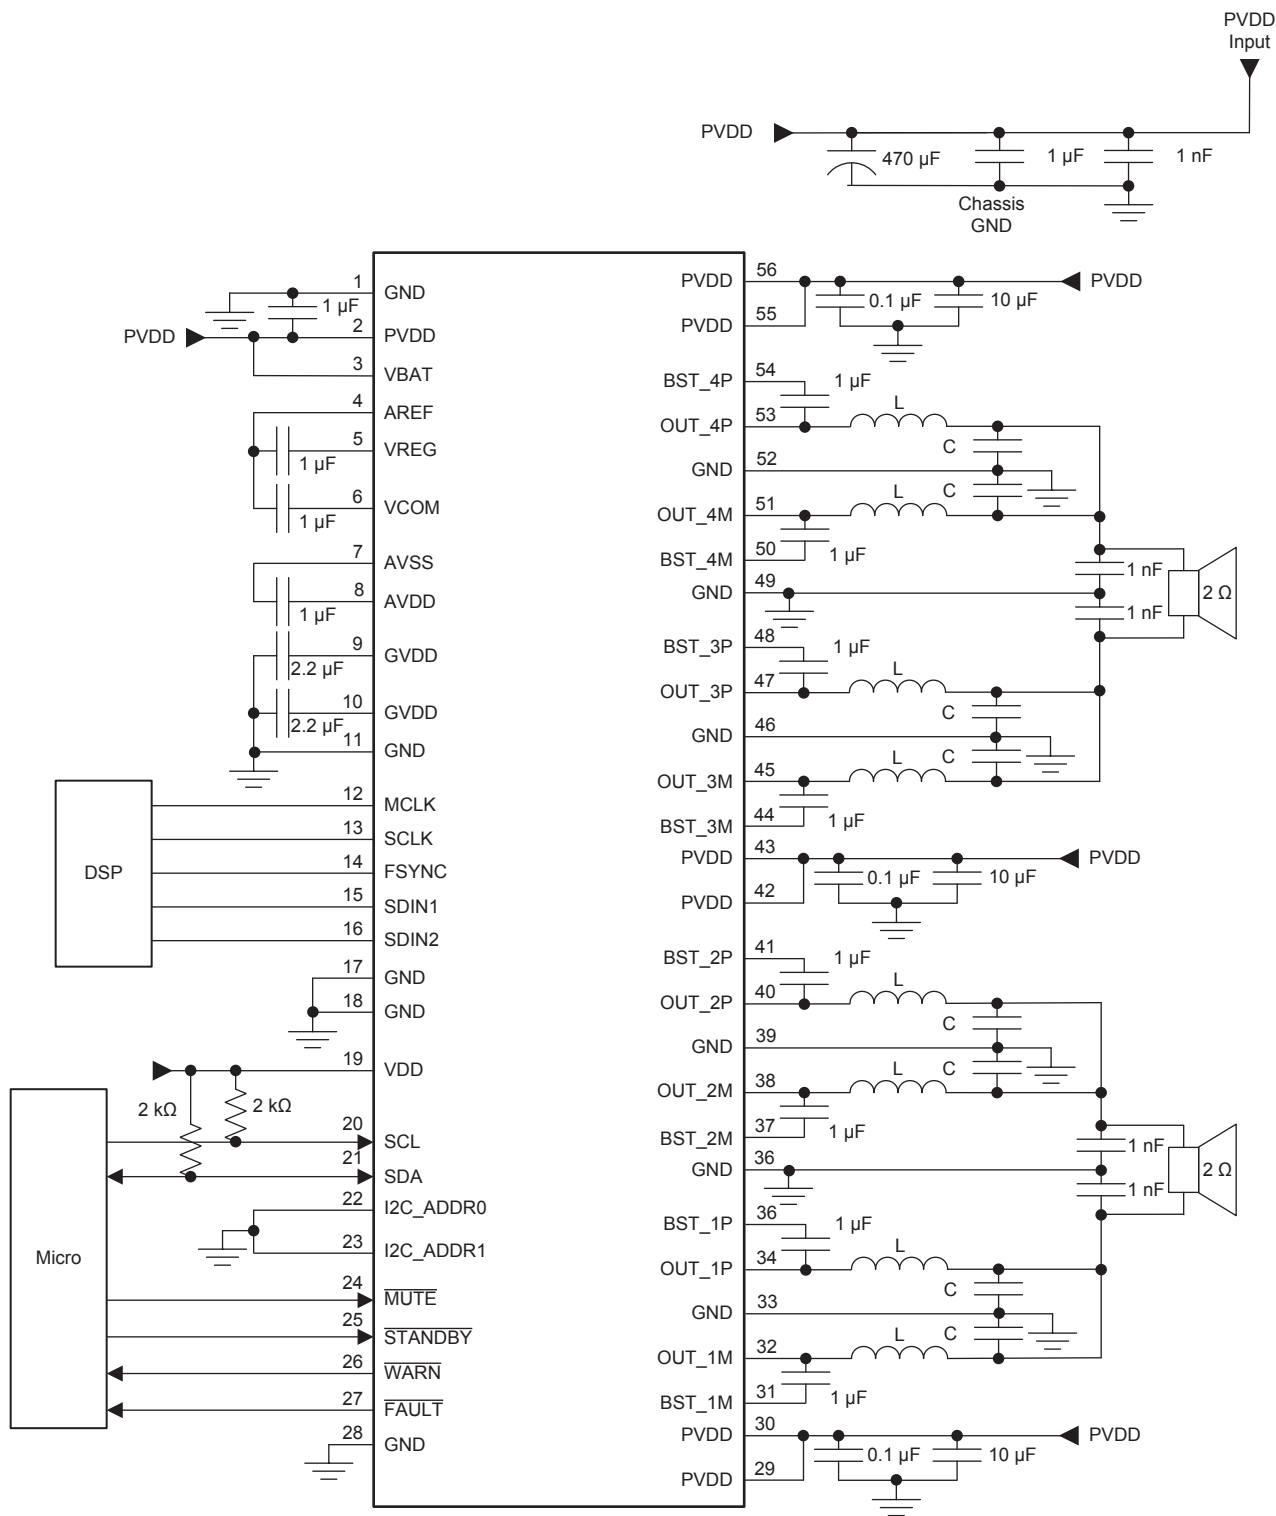 PVDD
Input
PVDD
470 µF
1 µF
1 nF
Chassis
GND
1
GND
1 µF
2
PVDD
PVDD
3
VBAT
4
AREF
5
VREG
1 µF
6
VCOM
1 µF
7
AVSS
8
AVDD
1 µF
9
GVDD
2.2 µF
10
GVDD
2.2 µF
11
GND
DSP
12
MCLK
13
SCLK
14
FSYNC
15
SDIN1
16
SDIN2
17
GND
18
GND
19
VDD
2 kΩ
2 kΩ
Micro
20
SCL
21
SDA
22
I2C_ADDR0
23
I2C_ADDR1
24
MUTE
25
STANDBY
26
WARN
27
FAULT
28
GND
PVDD
56
PVDD
0.1 µF
10 µF
PVDD
55
BST_4P
54
1 µF
OUT_4P
53
L
C
GND
52
C
OUT_4M
51
L
BST_4M
50
1 µF
GND
49
1 nF
1 nF
2 Ω
BST_3P
48
1 µF
OUT_3P
47
L
C
GND
46
C
OUT_3M
45
L
BST_3M
44
1 µF
PVDD
43
PVDD
0.1 µF
10 µF
PVDD
42
BST_2P
41
1 µF
OUT_2P
40
L
C
GND
39
C
OUT_2M
38
L
BST_2M
37
1 µF
GND
36
1 nF
1 nF
2 Ω
BST_1P
36
1 µF
OUT_1P
34
L
C
GND
33
C
OUT_1M
32
L
BST_1M
31
1 µF
PVDD
30
PVDD
0.1 µF
10 µF
PVDD
29